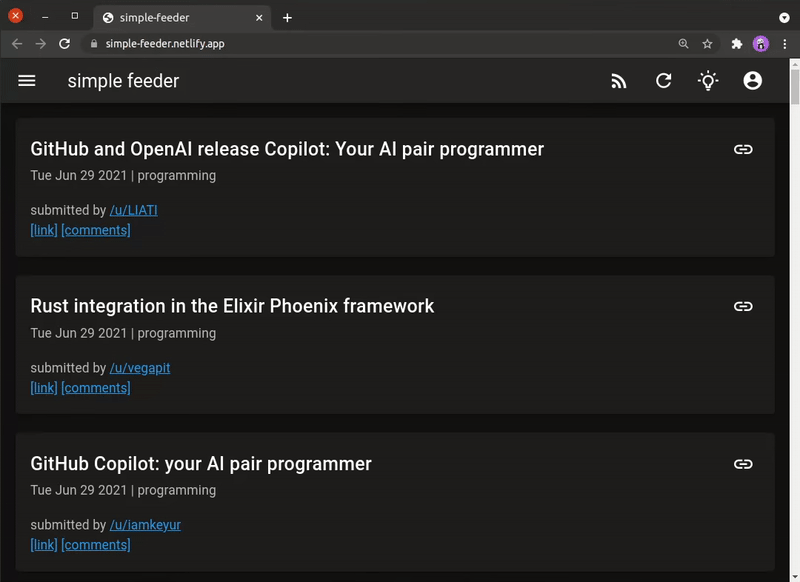 simple-feeder
simple-feeder.netlify.app
simple feeder
GitHub and OpenAI release Copilot: Your AI pair programmer
Tue Jun 29 2021 | programming
submitted by /u/LIATI
[link] [comments]
Rust integration in the Elixir Phoenix framework
Tue Jun 29 2021 | programming
submitted by /u/vegapit
[link] [comments]
GitHub Copilot: your AI pair programmer
Tue Jun 29 2021 | programming
submitted by /u/iamkeyur
[link] [comments]